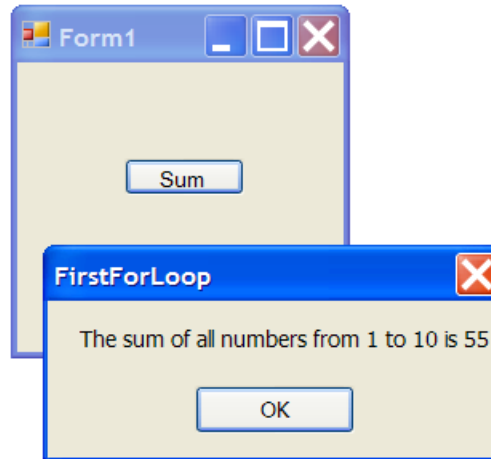 Form1
Sum
FirstForLoop
The sum of all numbers from 1 to 10 is 55
OK